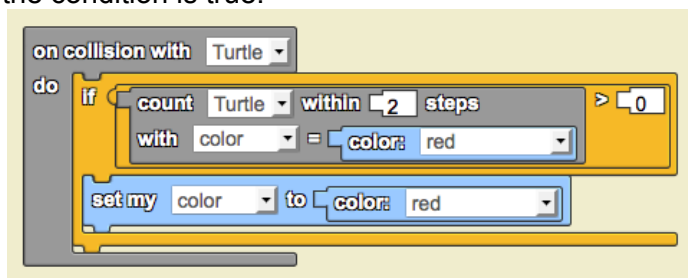 the condition is true.
on collision with Turtle
do if count Turtle within 2 steps > 0
with color = color: red
set my color to color: red